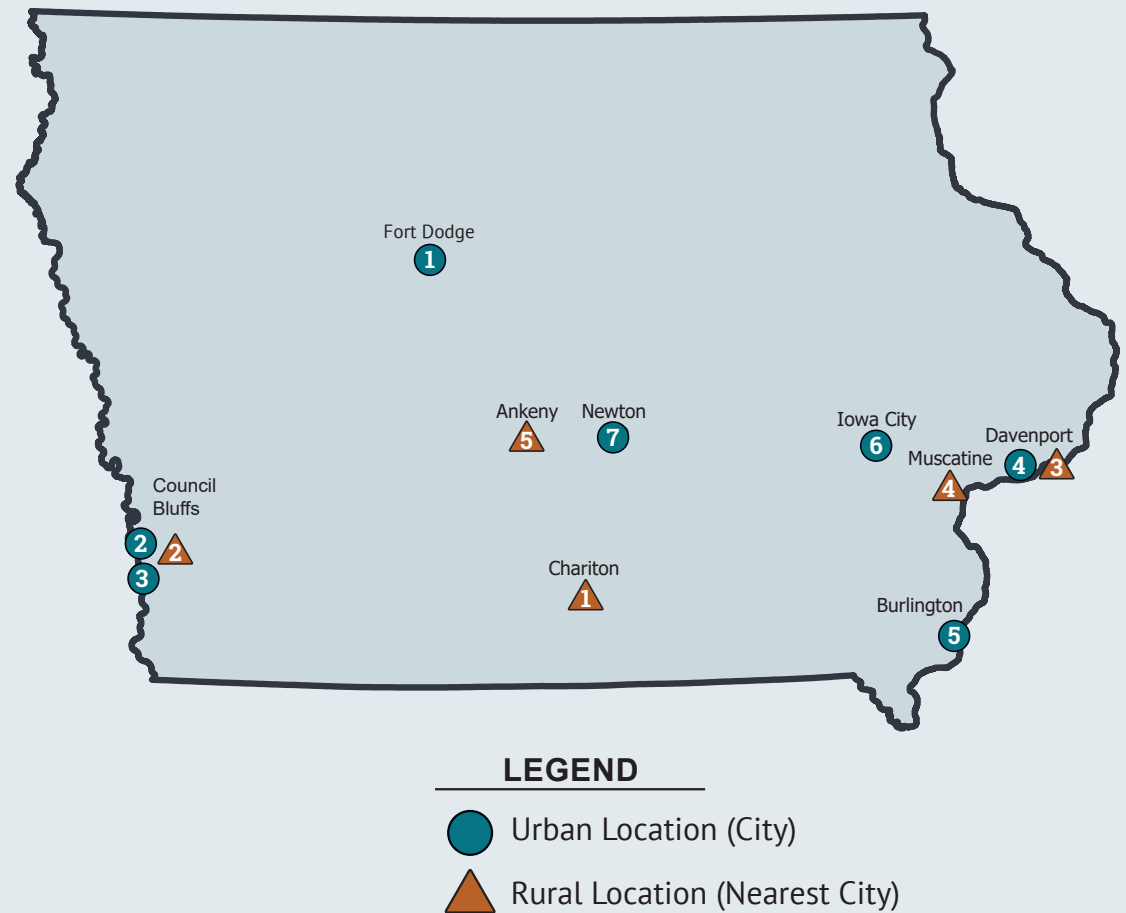 Fort Dodge
1
Ankeny
5
Newton
7
Iowa City
6
Muscatine
4
Davenport
4
3
Council
Bluffs
2
2
3
Chariton
1
Burlington
5
LEGEND
Urban Location (City)
Rural Location (Nearest City)